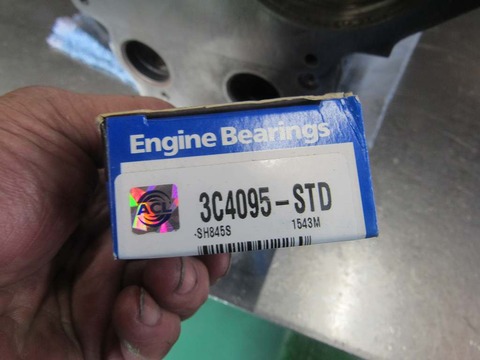 Engine Bearings
ACL
3C4095-STD
-SH845S 1543M